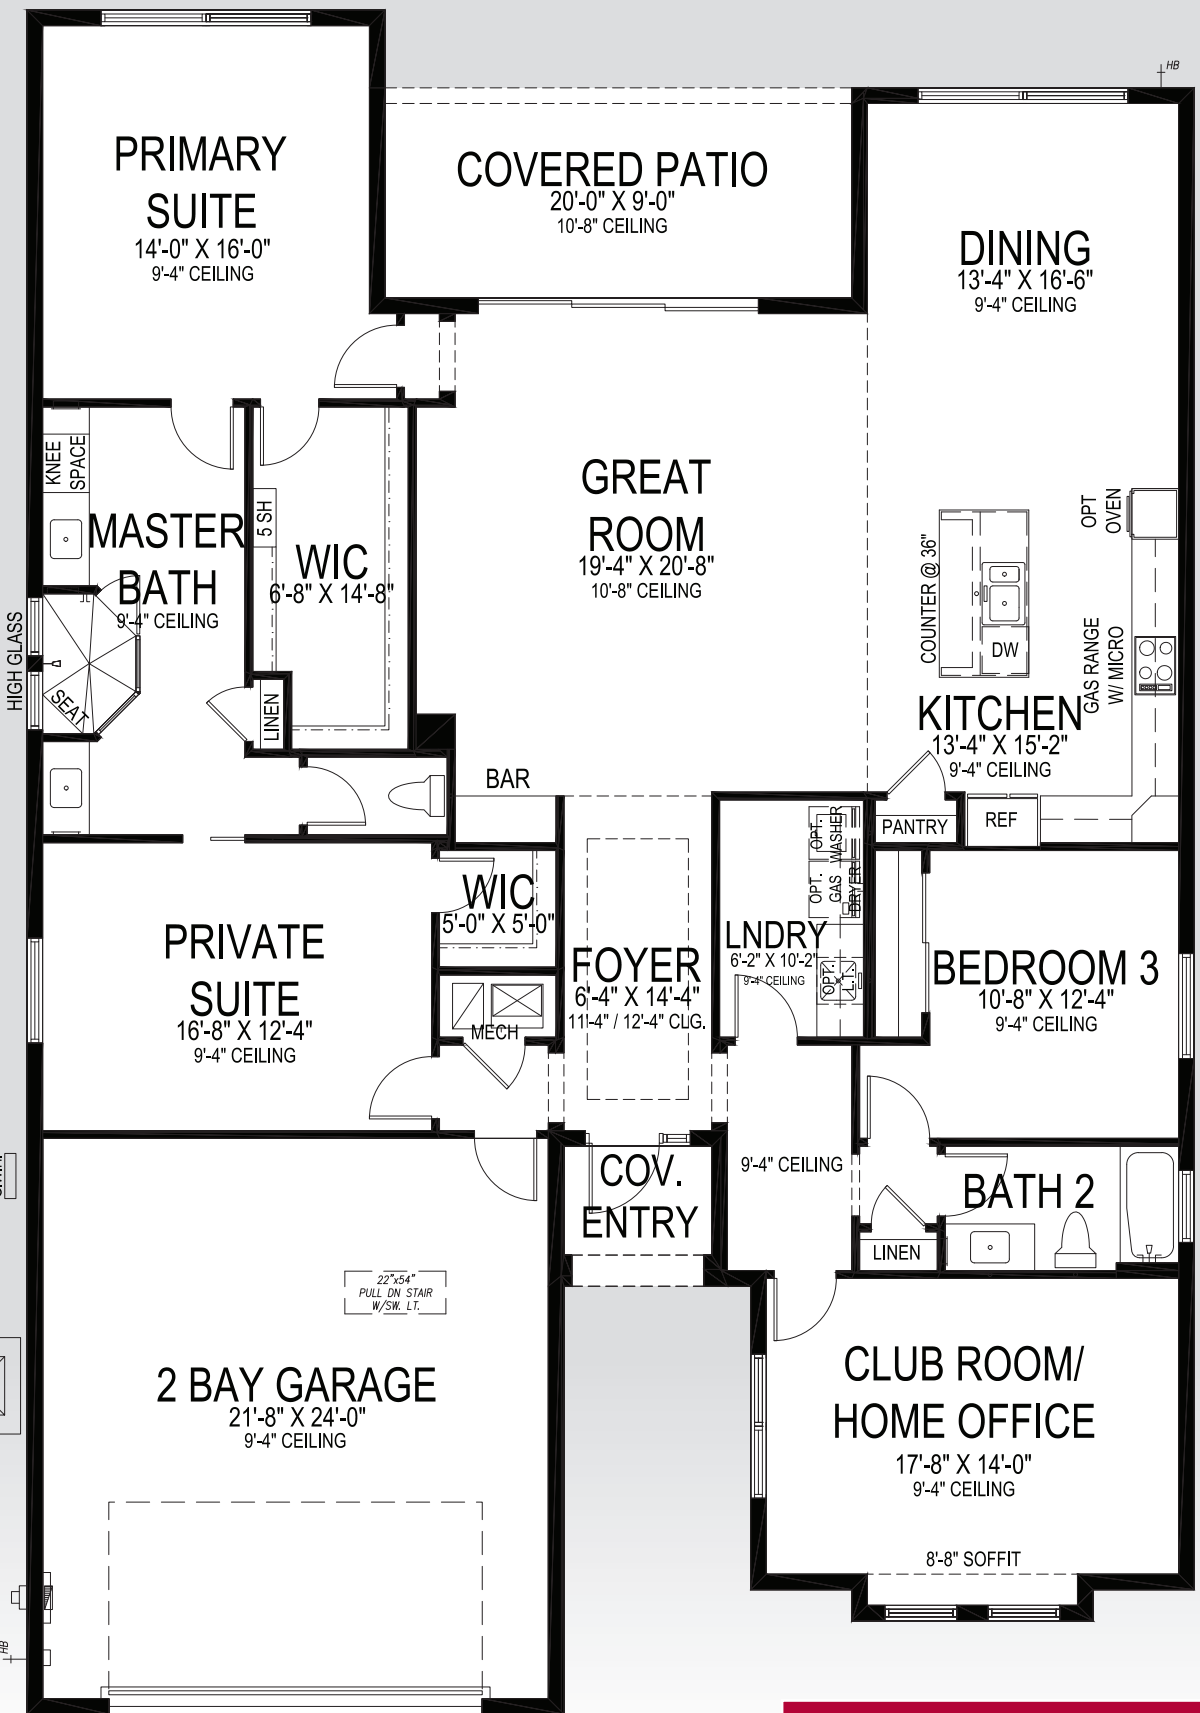 HB
PRIMARY
SUITE
14'-0" X 16'-0"
9'-4" CEILING
COVERED PATIO
20'-0" X 9'-0"
10'-8" CEILING
DINING
13'-4" X 16'-6"
9'-4" CEILING
KNEE
SPACE
MASTER
BATH
9'-4" CEILING
5 SH
WIC
6'-8" X 14'-8"
GREAT
ROOM
19'-4" X 20'-8"
10'-8" CEILING
COUNTER @ 36"
OPT
OVEN
DW
GAS RANGE
W/ MICRO
HIGH GLASS
SEAT
LINEN
KITCHEN
13'-4" X 15'-2"
9'-4" CEILING
BAR
PANTRY
REF
OPT.
WASHER
OPT.
GAS
DRYER
WIC
5'-0" X 5'-0"
PRIVATE
SUITE
16'-8" X 12'-4"
9'-4" CEILING
MECH
FOYER
6'-4" X 14'-4"
11'-4" / 12'-4" CLG.
LNDRY
6'-2" X 10'-2"
9'-4" CEILING
OPT.
L.T.
BEDROOM 3
10'-8" X 12'-4"
9'-4" CEILING
COV.
ENTRY
9'-4" CEILING
BATH 2
LINEN
22"x54"
PULL DN STAIR
W/SW. LT.
2 BAY GARAGE
21'-8" X 24'-0"
9'-4" CEILING
CLUB ROOM/
HOME OFFICE
17'-8" X 14'-0"
9'-4" CEILING
8'-8" SOFFIT
HB